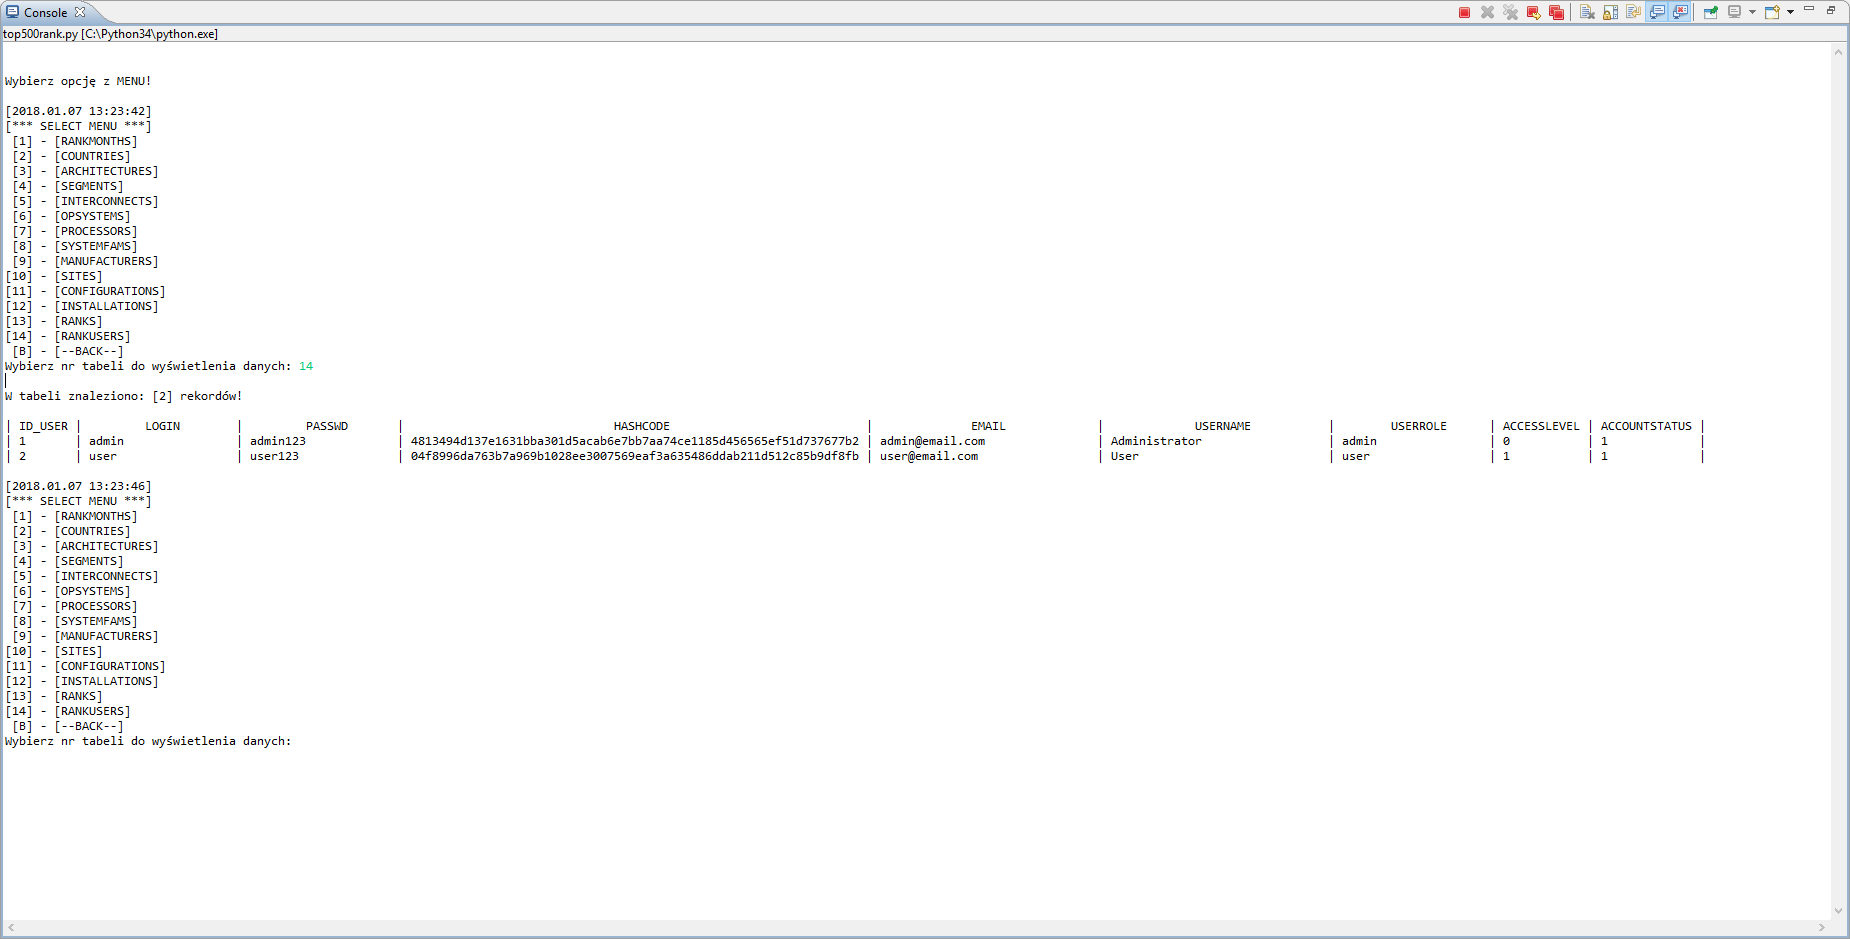 Console
top500rank.py [C:\Python34\python.exe]
Wybierz opcję z MENU!
[2018.01.07 13:23:42]
[*** SELECT MENU ***]
[1] - [RANKMONTHS]
[2] - [COUNTRIES]
[3] - [ARCHITECTURES]
[4] - [SEGMENTS]
[5] - [INTERCONNECTS]
[6] - [OPSYSTEMS]
[7] - [PROCESSORS]
[8] - [SYSTEMFAMS]
[9] - [MANUFACTURERS]
[10] - [SITES]
[11] - [CONFIGURATIONS]
[12] - [INSTALLATIONS]
[13] - [RANKS]
[14] - [RANKUSERS]
[B] - [--BACK--]
Wybierz nr tabeli do wyświetlenia danych: 14
W tabeli znaleziono: [2] rekordów!
| ID_USER | LOGIN | PASSWD | HASHCODE | EMAIL | USERNAME | USERROLE | ACCESSLEVEL | ACCOUNTSTATUS |
| 1 | admin | admin123 | 4813494d137e1631bba301d5acab6e7bb7aa74ce1185d456565ef51d737677b2 | admin@email.com | Administrator | admin | 0 | 1 |
| 2 | user | user123 | 04f8996da763b7a969b1028ee3007569eaf3a635486ddab211d512c85b9df8fb | user@email.com | User | user | 1 | 1 |
[2018.01.07 13:23:46]
[*** SELECT MENU ***]
[1] - [RANKMONTHS]
[2] - [COUNTRIES]
[3] - [ARCHITECTURES]
[4] - [SEGMENTS]
[5] - [INTERCONNECTS]
[6] - [OPSYSTEMS]
[7] - [PROCESSORS]
[8] - [SYSTEMFAMS]
[9] - [MANUFACTURERS]
[10] - [SITES]
[11] - [CONFIGURATIONS]
[12] - [INSTALLATIONS]
[13] - [RANKS]
[14] - [RANKUSERS]
[B] - [--BACK--]
Wybierz nr tabeli do wyświetlenia danych: